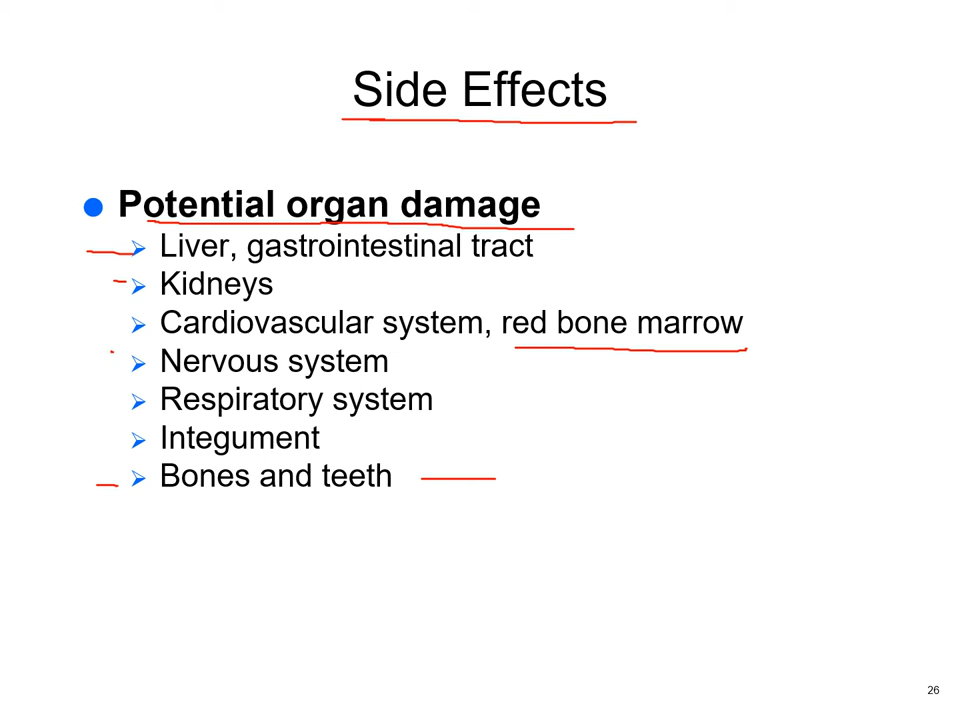 Side Effects
Potential organ damage
Liver, gastrointestinal tract
Kidneys
Cardiovascular system, red bone marrow
Nervous system
Respiratory system
Integument
Bones and teeth
26